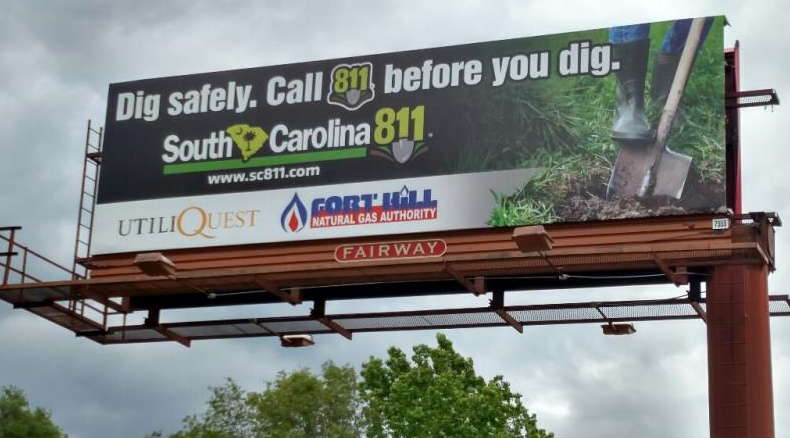 Dig safely. Call 811 before you dig.
South Carolina 811
www.sc811.com
UTILIQUEST
FORT HILL
NATURAL GAS AUTHORITY
FAIRWAY
7955